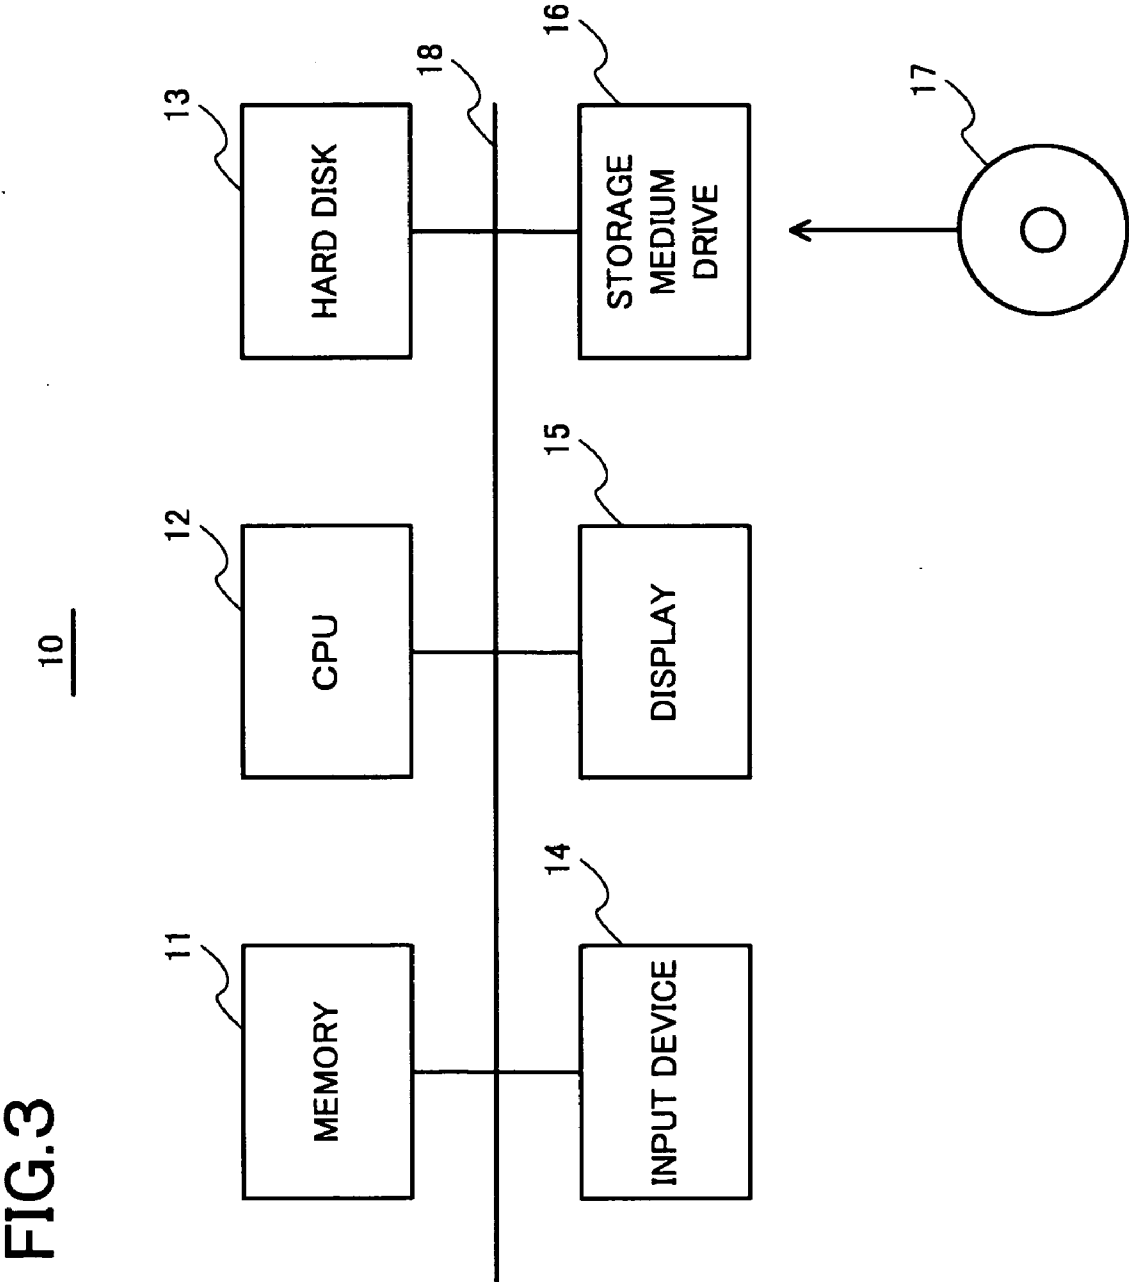 FIG.3
10
11
MEMORY
12
CPU
13
HARD DISK
18
14
INPUT DEVICE
15
DISPLAY
16
STORAGE
MEDIUM
DRIVE
17